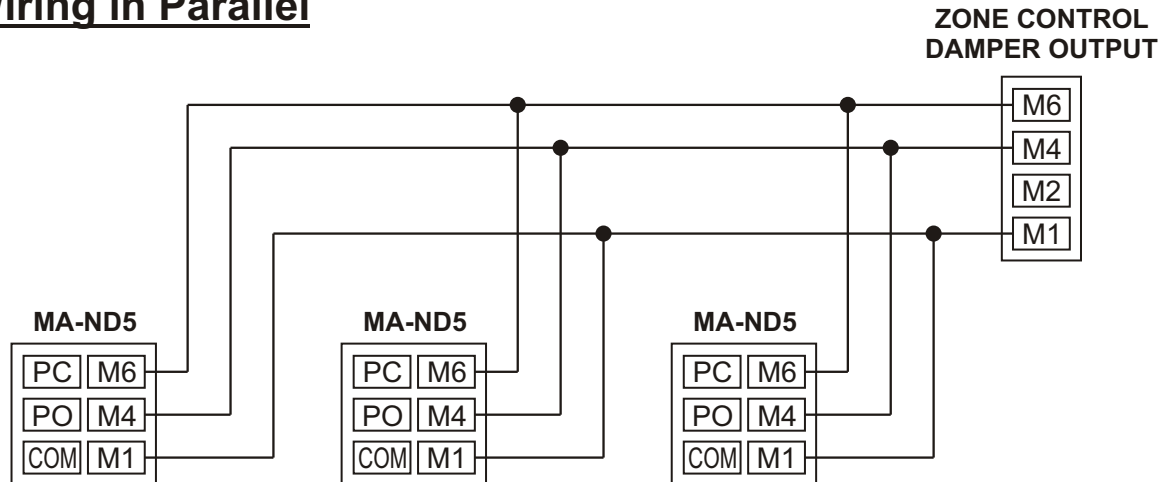 in Parallel
ZONE CONTROL
DAMPER OUTPUT
M6
M4
M2
M1
MA-ND5 MA-ND5 MA-ND5
PC M6 PC M6 PC M6
PO M4 PO M4 PO M4
COM M1 COM M1 COM M1